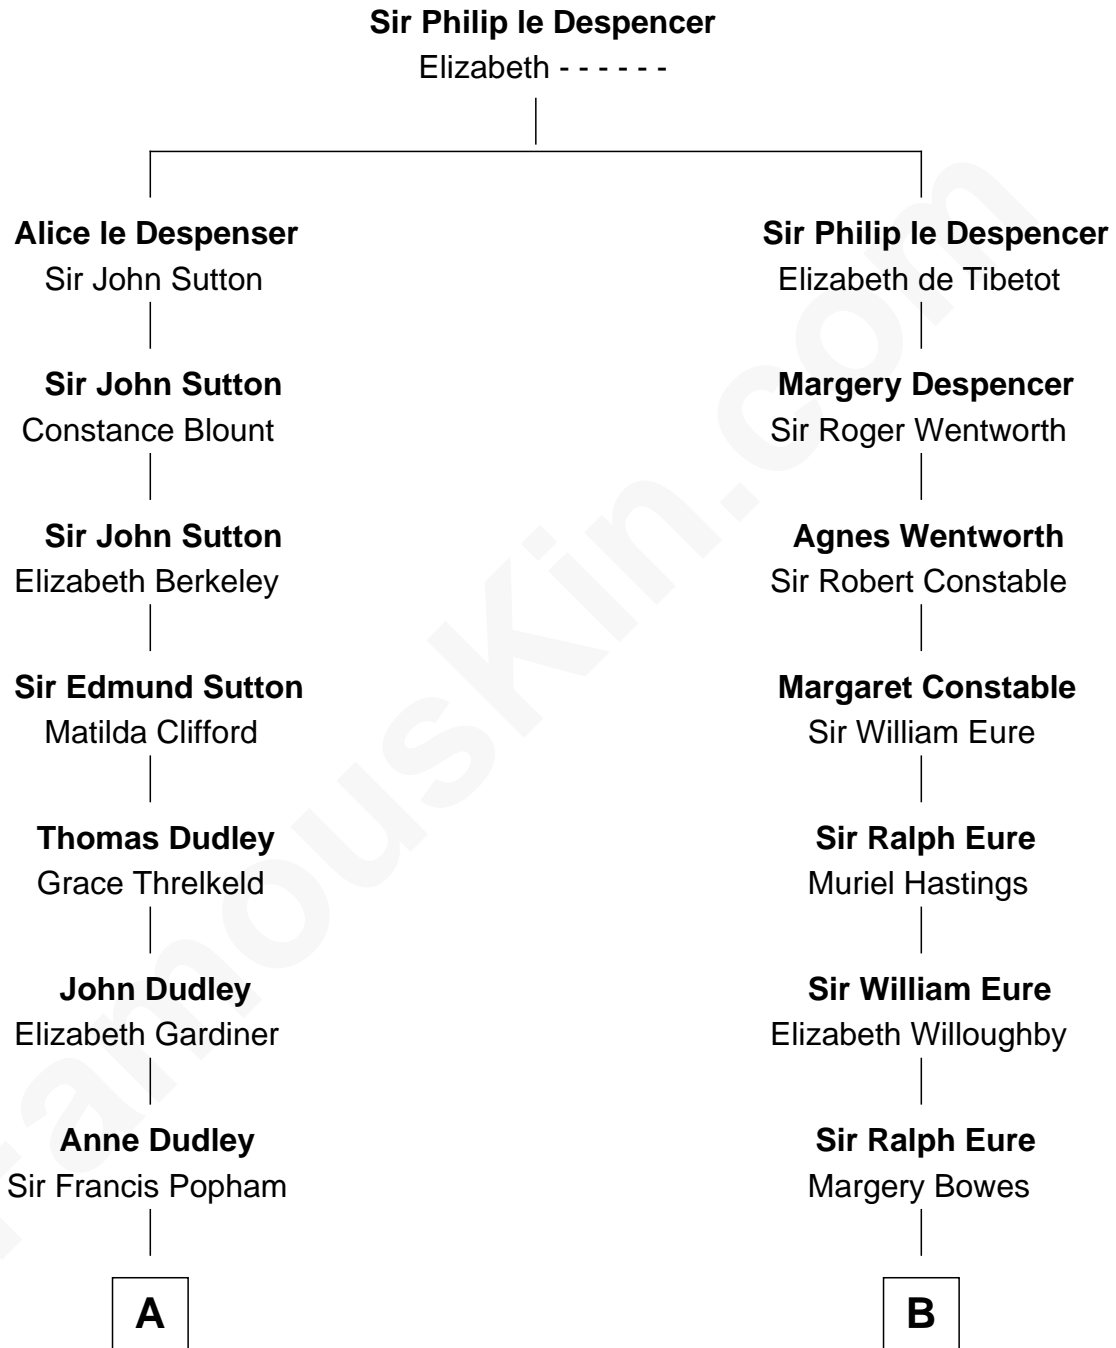 Sir Philip le Despencer
Elizabeth - - - - - -
Alice le Despenser
Sir John Sutton
Sir John Sutton
Constance Blount
Sir John Sutton
Elizabeth Berkeley
Sir Edmund Sutton
Matilda Clifford
Thomas Dudley
Grace Threlkeld
John Dudley
Elizabeth Gardiner
Anne Dudley
Sir Francis Popham
A
Sir Philip le Despencer
Elizabeth de Tibetot
Margery Despencer
Sir Roger Wentworth
Agnes Wentworth
Sir Robert Constable
Margaret Constable
Sir William Eure
Sir Ralph Eure
Muriel Hastings
Sir William Eure
Elizabeth Willoughby
Sir Ralph Eure
Margery Bowes
B
FamousKin.com